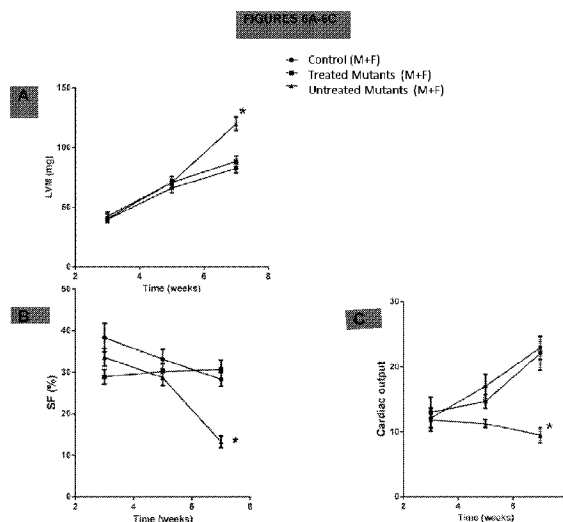 FIGURES 6A-6C
Control (M+F)
Treated Mutants (M+F)
Untreated Mutants (M+F)
A
150
100
50
0
LVM (mg)
*
2 4 6 8
Time (weeks)
B
50
40
30
20
10
0
SF (%)
*
2 4 6 8
Time (weeks)
C
30
20
10
0
Cardiac output
*
2 4 6
Time (weeks)